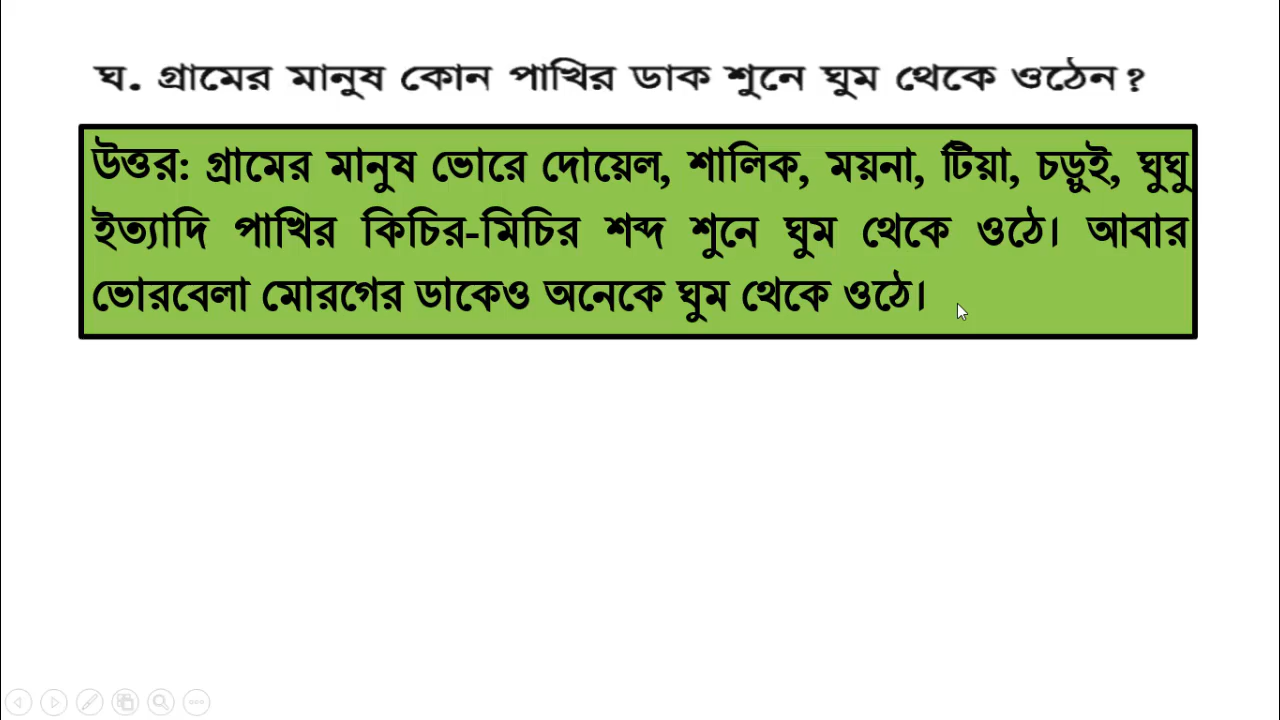 ঘ. গ্রামের মানুষ কোন পাখির ডাক শুনে ঘুম থেকে ওঠেন?
উত্তর: গ্রামের মানুষ ভোরে দোয়েল, শালিক, ময়না, টিয়া, চড়ুই, ঘুঘু
ইত্যাদি পাখির কিচির-মিচির শব্দ শুনে ঘুম থেকে ওঠে। আবার
ভোরবেলা মোরগের ডাকেও অনেকে ঘুম থেকে ওঠে।